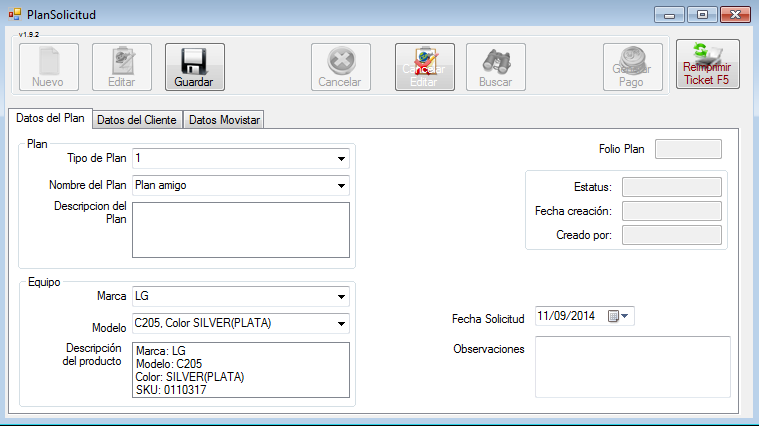 PlanSolicitud
v1.9.2
Nuevo
Editar
Guardar
Cancelar
Cancelar
Editar
Buscar
Generar
Pago
Reimprimir
Ticket F5
Datos del Plan
Datos del Cliente
Datos Movistar
Plan
Tipo de Plan
1
Nombre del Plan
Plan amigo
Descripcion del
Plan
Folio Plan
Estatus:
Fecha creación:
Creado por:
Equipo
Marca
LG
Modelo
C205, Color SILVER(PLATA)
Descripción
del producto
Marca: LG
Modelo: C205
Color: SILVER(PLATA)
SKU: 0110317
Fecha Solicitud
11/09/2014
Observaciones